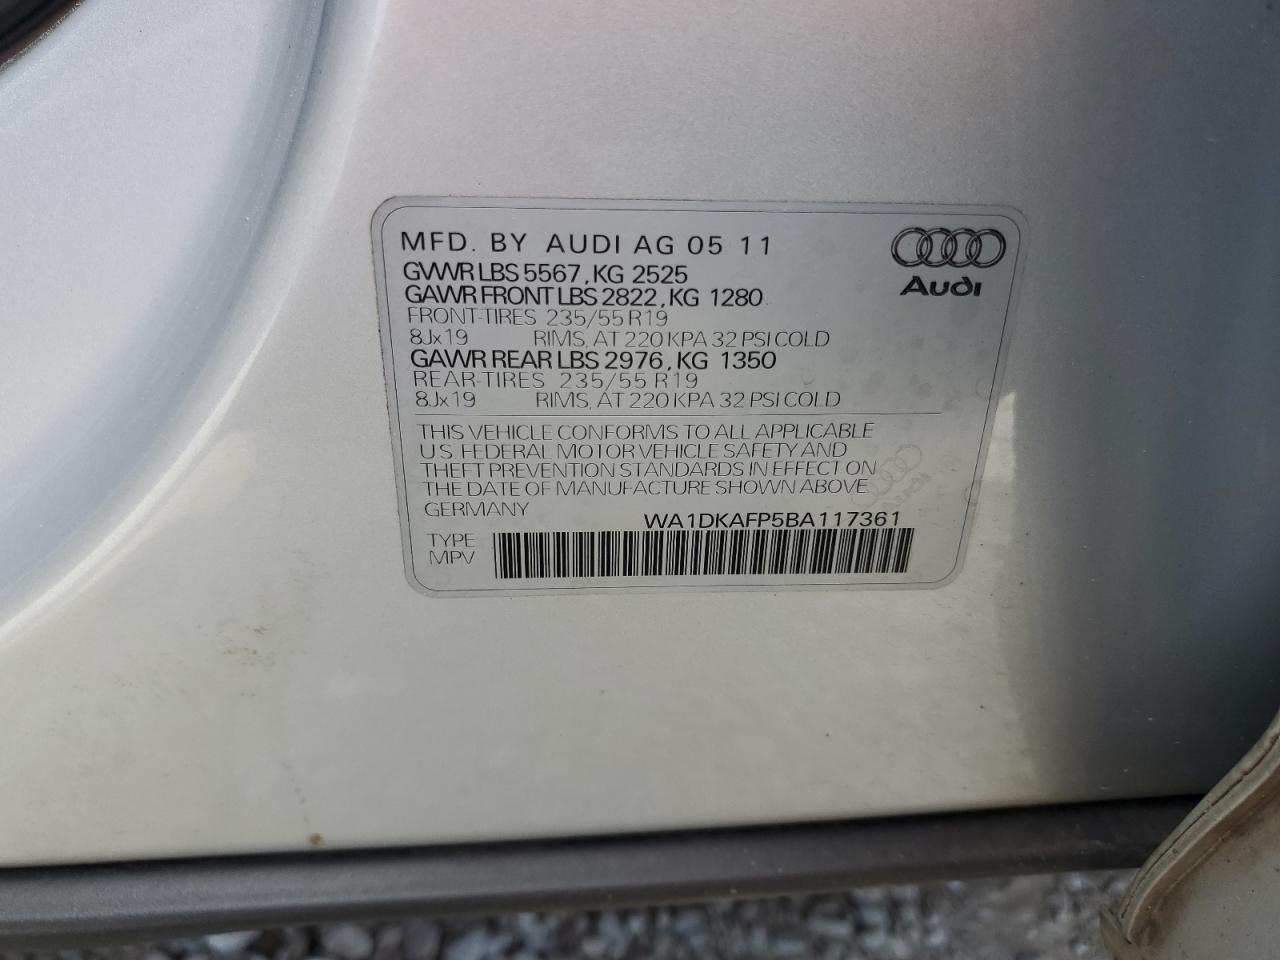 MFD. BY AUDI AG 05 11
Audi
GVWR LBS 5567, KG 2525
GAWR FRONT LBS 2822, KG 1280
FRONT-TIRES 235/55 R19
8Jx19 RIMS, AT 220 KPA 32 PSI COLD
GAWR REAR LBS 2976, KG 1350
REAR-TIRES 235/55 R19
8Jx19 RIMS, AT 220 KPA 32 PSI COLD
THIS VEHICLE CONFORMS TO ALL APPLICABLE
U.S. FEDERAL MOTOR VEHICLE SAFETY AND
THEFT PREVENTION STANDARDS IN EFFECT ON
THE DATE OF MANUFACTURE SHOWN ABOVE.
GERMANY WA1DKAFP5BA117361
TYPE
MPV